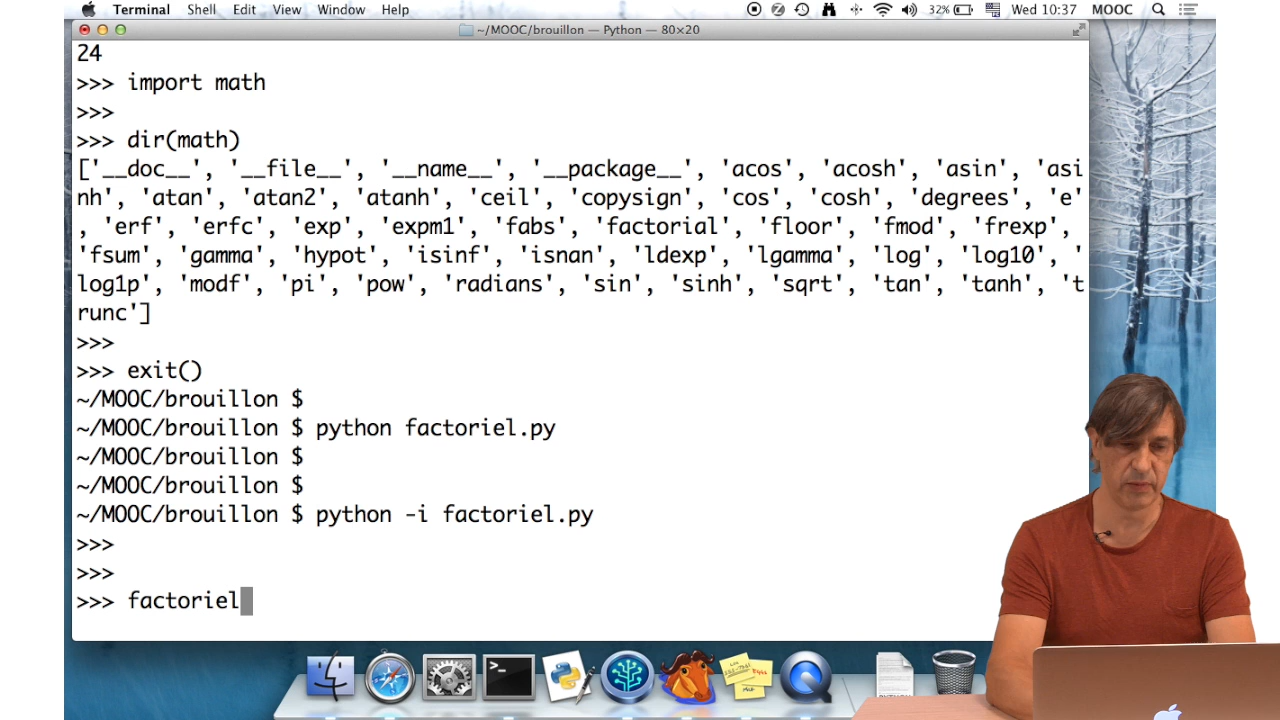 Terminal Shell Edit View Window Help 32% Wed 10:37 MOOC
~/MOOC/brouillon — Python — 80×20
24
>>> import math
>>>
>>> dir(math)
['__doc__', '__file__', '__name__', '__package__', 'acos', 'acosh', 'asin', 'asi
nh', 'atan', 'atan2', 'atanh', 'ceil', 'copysign', 'cos', 'cosh', 'degrees', 'e'
, 'erf', 'erfc', 'exp', 'expm1', 'fabs', 'factorial', 'floor', 'fmod', 'frexp',
'fsum', 'gamma', 'hypot', 'isinf', 'isnan', 'ldexp', 'lgamma', 'log', 'log10', '
log1p', 'modf', 'pi', 'pow', 'radians', 'sin', 'sinh', 'sqrt', 'tan', 'tanh', 't
runc']
>>>
>>> exit()
~/MOOC/brouillon $
~/MOOC/brouillon $ python factoriel.py
~/MOOC/brouillon $
~/MOOC/brouillon $
~/MOOC/brouillon $ python -i factoriel.py
>>>
>>>
>>> factoriel